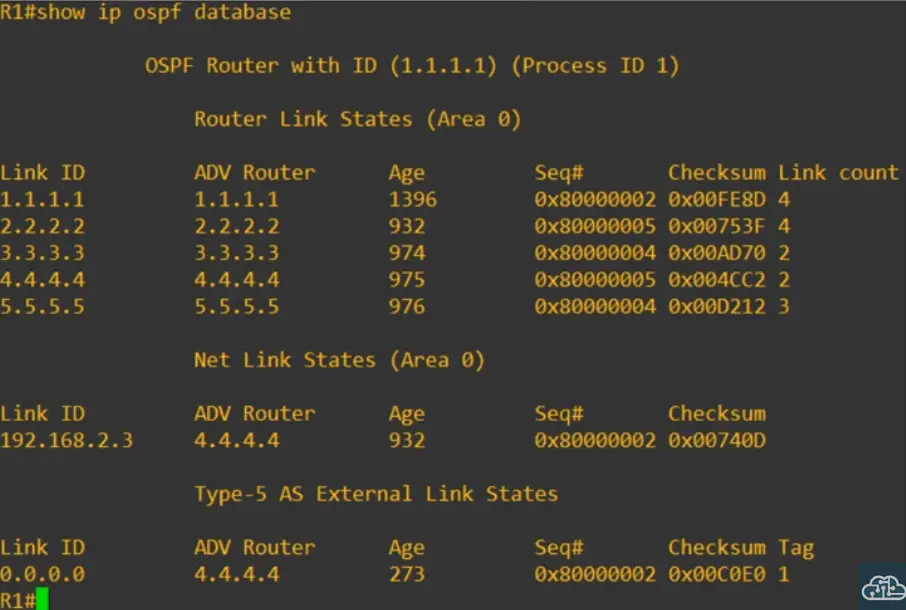 R1#show ip ospf database
OSPF Router with ID (1.1.1.1) (Process ID 1)
Router Link States (Area 0)
Link ID ADV Router Age Seq# Checksum Link count
1.1.1.1 1.1.1.1 1396 0x80000002 0x00FE8D 4
2.2.2.2 2.2.2.2 932 0x80000005 0x00753F 4
3.3.3.3 3.3.3.3 974 0x80000004 0x00AD70 2
4.4.4.4 4.4.4.4 975 0x80000005 0x004CC2 2
5.5.5.5 5.5.5.5 976 0x80000004 0x00D212 3
Net Link States (Area 0)
Link ID ADV Router Age Seq# Checksum
192.168.2.3 4.4.4.4 932 0x80000002 0x00740D
Type-5 AS External Link States
Link ID ADV Router Age Seq# Checksum Tag
0.0.0.0 4.4.4.4 273 0x80000002 0x00C0E0 1
R1#